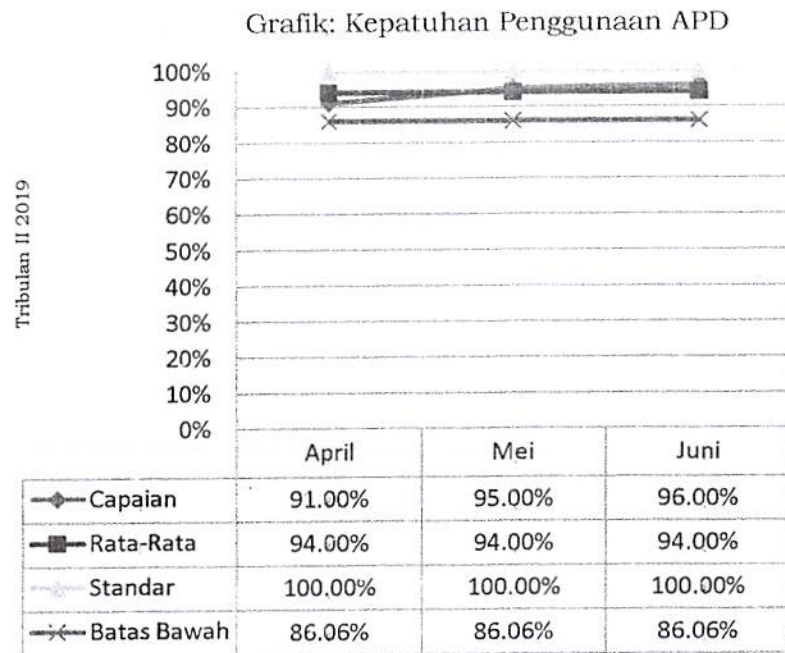 Grafik: Kepatuhan Penggunaan APD
Tribulan II 2019
100%
90%
80%
70%
60%
50%
40%
30%
20%
10%
0%
April Mei Juni
Capaian 91.00% 95.00% 96.00%
Rata-Rata 94.00% 94.00% 94.00%
Standar 100.00% 100.00% 100.00%
Batas Bawah 86.06% 86.06% 86.06%